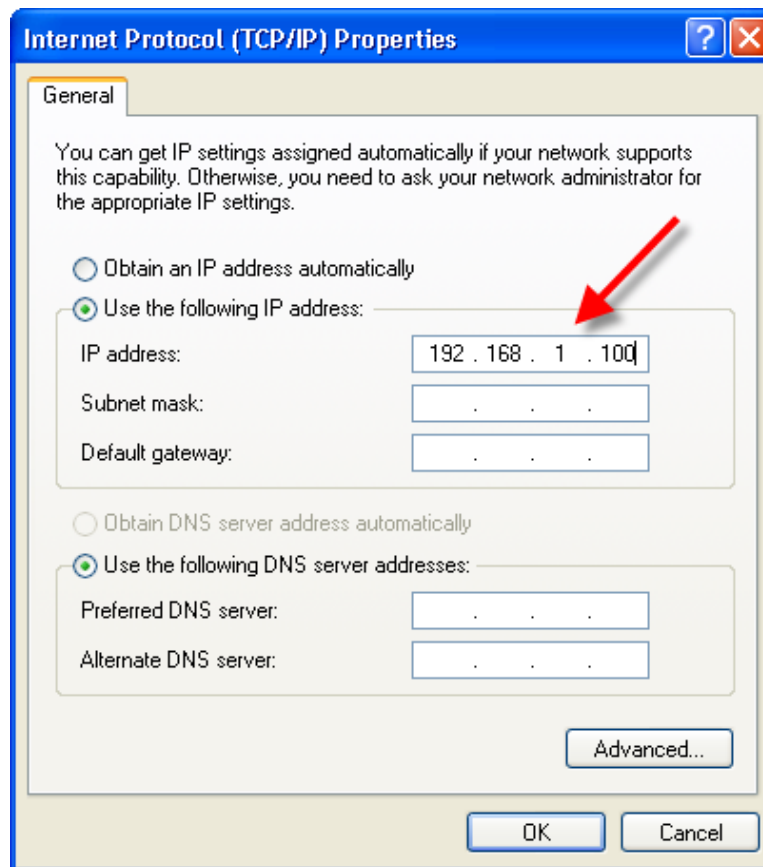 Internet Protocol (TCP/IP) Properties
General
You can get IP settings assigned automatically if your network supports
this capability. Otherwise, you need to ask your network administrator for
the appropriate IP settings.
Obtain an IP address automatically
Use the following IP address:
IP address: 192 . 168 . 1 . 100
Subnet mask: . . .
Default gateway: . . .
Obtain DNS server address automatically
Use the following DNS server addresses:
Preferred DNS server: . . .
Alternate DNS server: . . .
Advanced...
OK Cancel